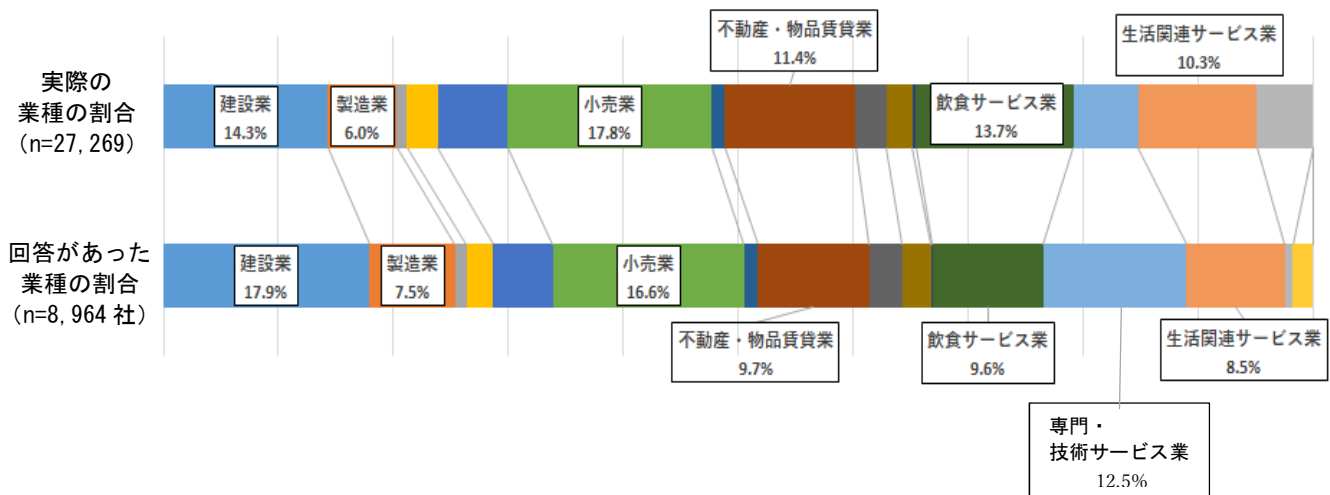 不動産・物品賃貸業
11.4%
生活関連サービス業
10.3%
実際の
業種の割合
(n=27,269)
建設業
14.3%
製造業
6.0%
小売業
17.8%
飲食サービス業
13.7%
回答があった
業種の割合
(n=8,964 社)
建設業
17.9%
製造業
7.5%
小売業
16.6%
不動産・物品賃貸業
9.7%
飲食サービス業
9.6%
生活関連サービス業
8.5%
専門・
技術サービス業
12.5%